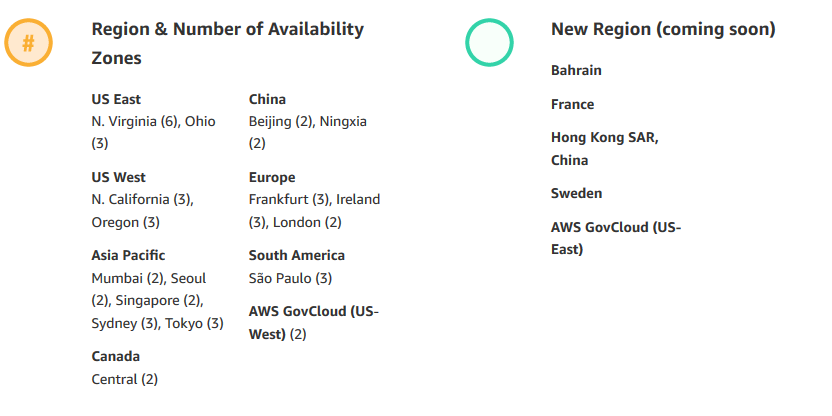 #
Region & Number of Availability
Zones
US East
N. Virginia (6), Ohio
(3)
US West
N. California (3),
Oregon (3)
Asia Pacific
Mumbai (2), Seoul
(2), Singapore (2),
Sydney (3), Tokyo (3)
Canada
Central (2)
China
Beijing (2), Ningxia
(2)
Europe
Frankfurt (3), Ireland
(3), London (2)
South America
São Paulo (3)
AWS GovCloud (US-
West) (2)
New Region (coming soon)
Bahrain
France
Hong Kong SAR,
China
Sweden
AWS GovCloud (US-
East)